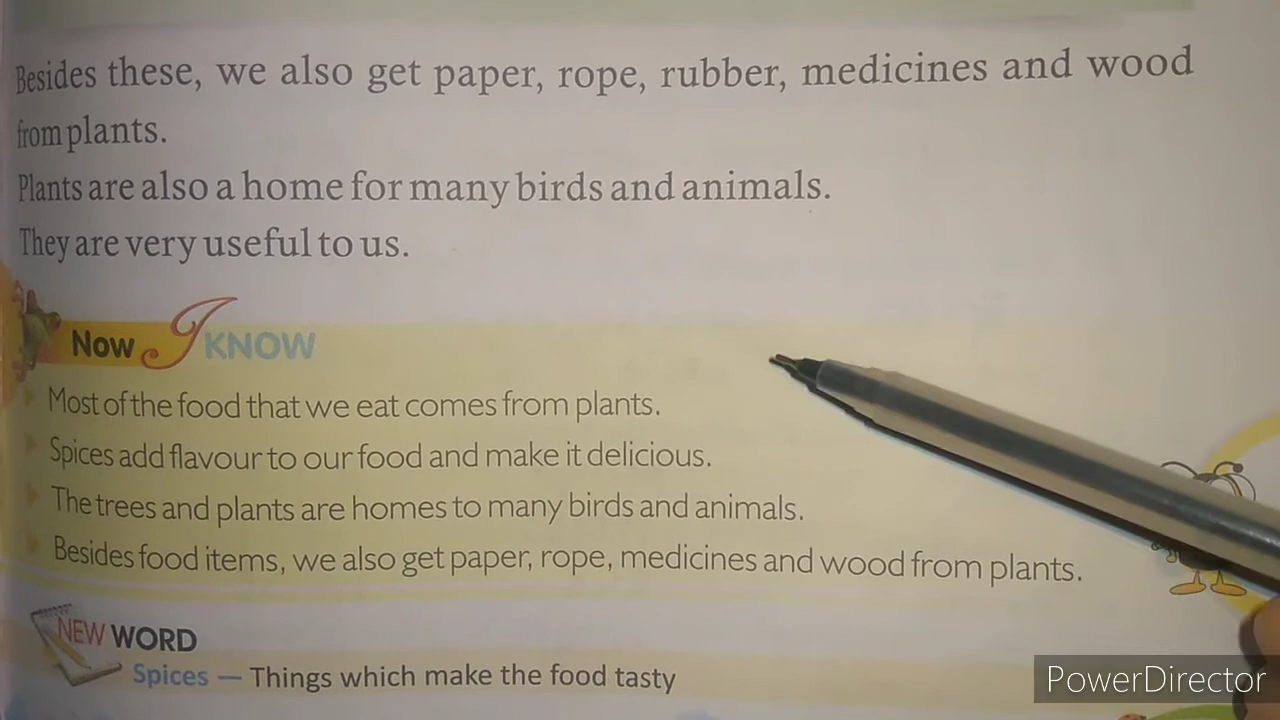 Besides these, we also get paper, rope, rubber, medicines and wood
from plants.
Plants are also a home for many birds and animals.
They are very useful to us.
Now I KNOW
Most of the food that we eat comes from plants.
Spices add flavour to our food and make it delicious.
The trees and plants are homes to many birds and animals.
Besides food items, we also get paper, rope, medicines and wood from plants.
NEW WORD
Spices — Things which make the food tasty
PowerDirector